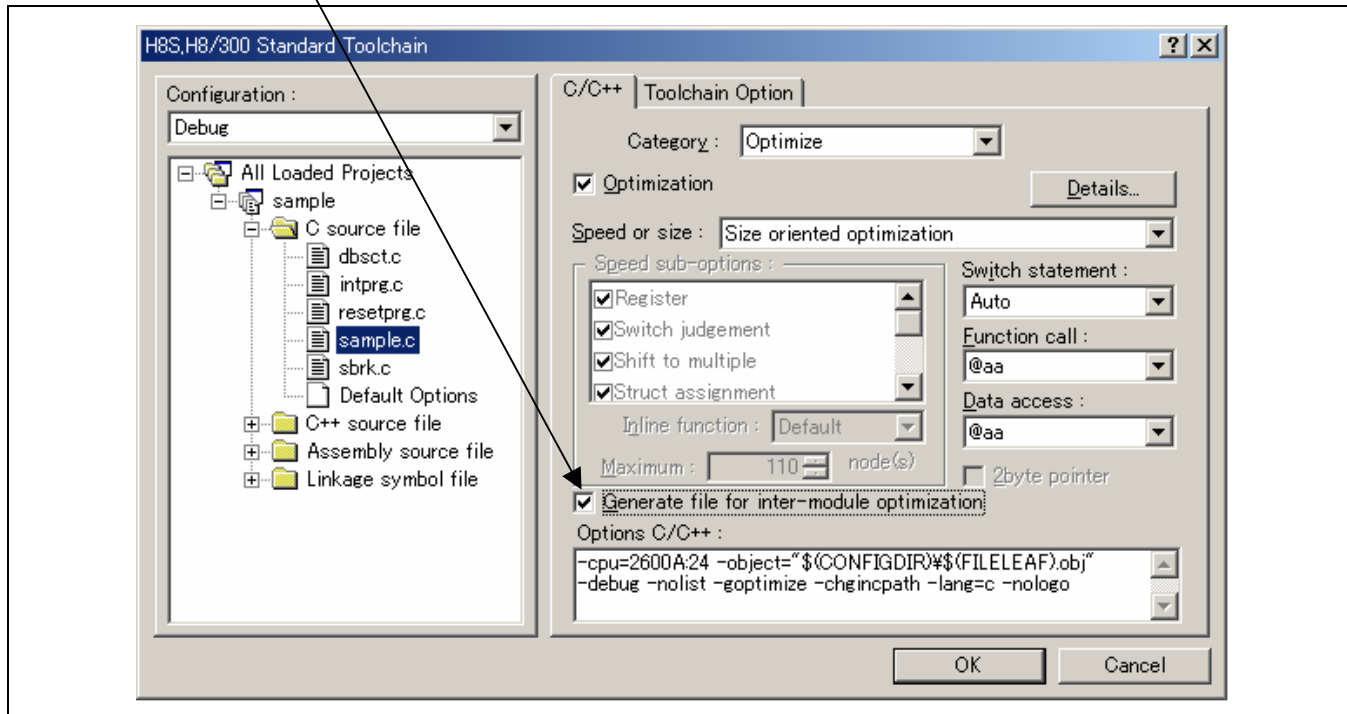 H8S,H8/300 Standard Toolchain
Configuration :
Debug
All Loaded Projects
sample
C source file
dbsct.c
intprg.c
resetprg.c
sample.c
sbrk.c
Default Options
C++ source file
Assembly source file
Linkage symbol file
C/C++
Toolchain Option
Category :
Optimize
Optimization
Details...
Speed or size :
Size oriented optimization
Speed sub-options :
Register
Switch judgement
Shift to multiple
Struct assignment
Inline function :
Default
Maximum :
110
node(s)
Switch statement :
Auto
Function call :
@aa
Data access :
@aa
2byte pointer
Generate file for inter-module optimization
Options C/C++ :
-cpu=2600A:24 -object="$(CONFIGDIR)¥$(FILELEAF).obj"
-debug -nolist -goptimize -chgincpath -lang=c -nologo
OK
Cancel